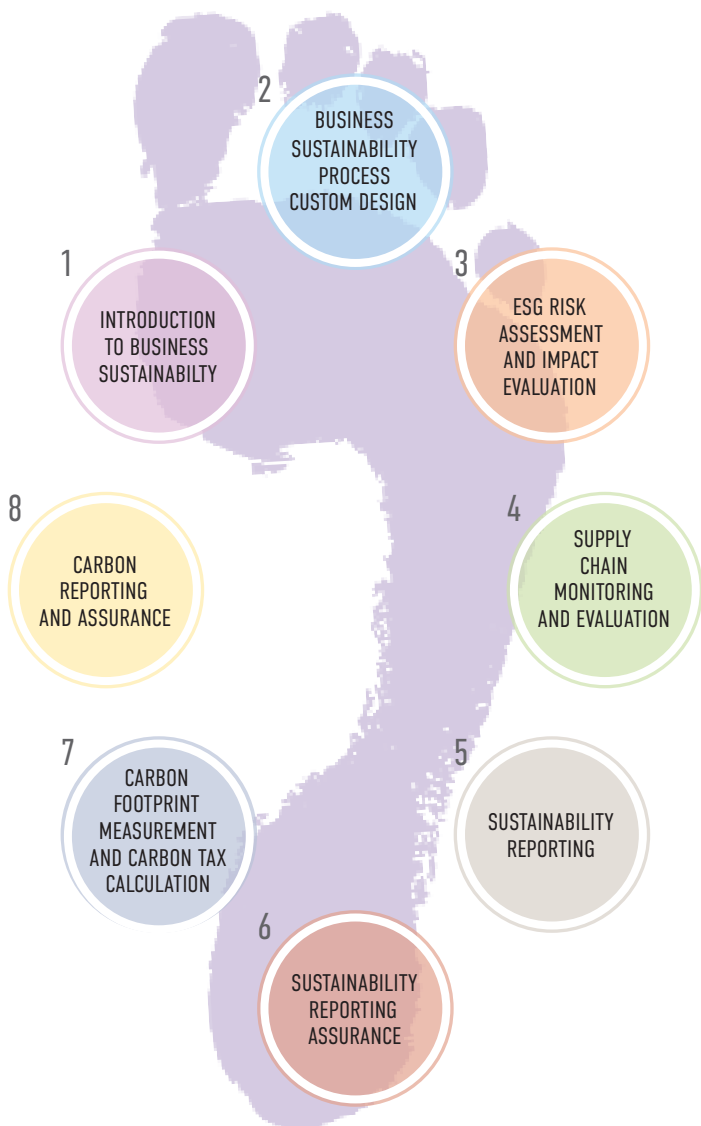 1
INTRODUCTION
TO BUSINESS
SUSTAINABILTY
2
BUSINESS
SUSTAINABILITY
PROCESS
CUSTOM DESIGN
3
ESG RISK
ASSESSMENT
AND IMPACT
EVALUATION
4
SUPPLY
CHAIN
MONITORING
AND EVALUATION
5
SUSTAINABILITY
REPORTING
6
SUSTAINABILITY
REPORTING
ASSURANCE
7
CARBON
FOOTPRINT
MEASUREMENT
AND CARBON TAX
CALCULATION
8
CARBON
REPORTING
AND ASSURANCE